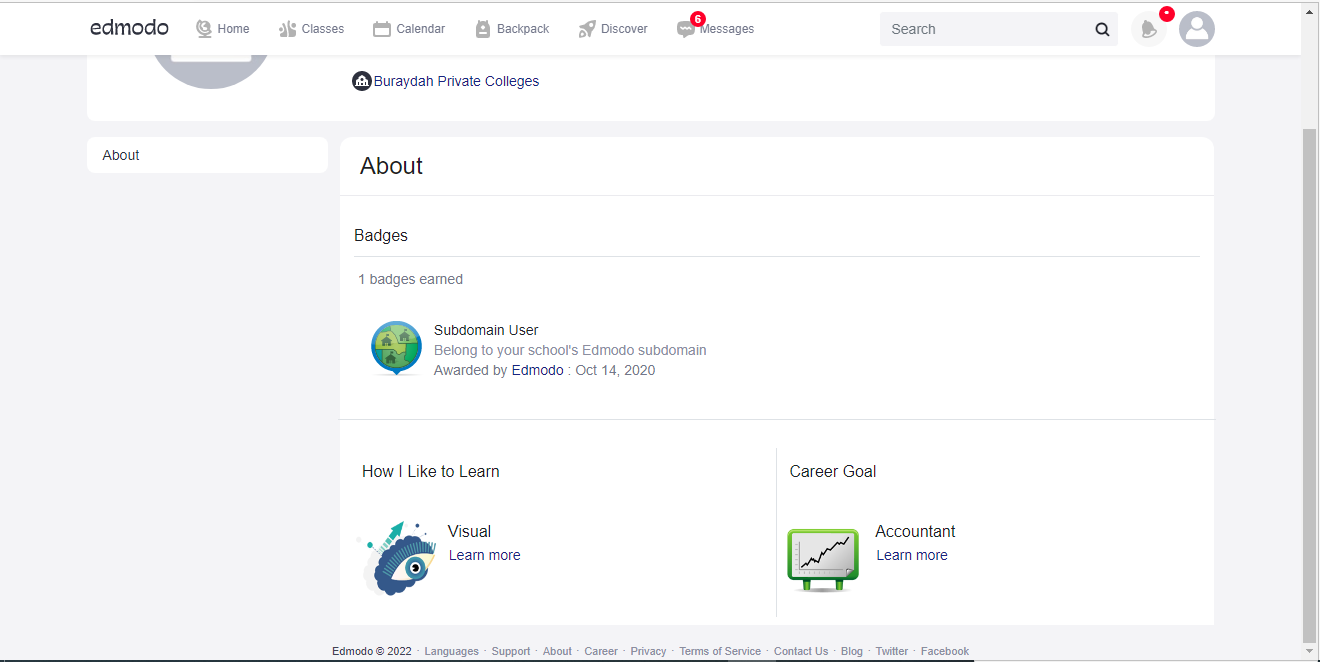 edmodo Home Classes Calendar Backpack Discover 6 Messages Search
Buraydah Private Colleges
About
About
Badges
1 badges earned
Subdomain User
Belong to your school's Edmodo subdomain
Awarded by Edmodo : Oct 14, 2020
How I Like to Learn
Visual
Learn more
Career Goal
Accountant
Learn more
Edmodo © 2022 · Languages · Support · About · Career · Privacy · Terms of Service · Contact Us · Blog · Twitter · Facebook